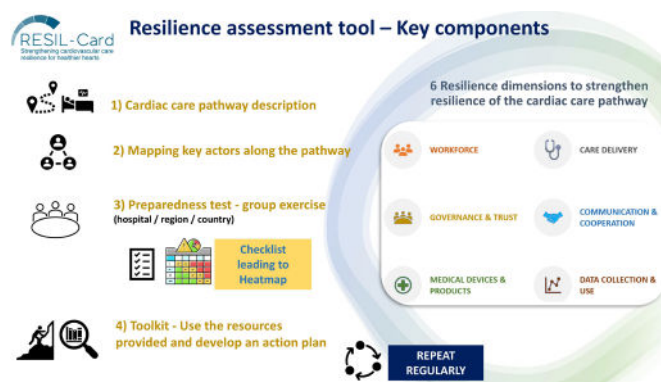 RESIL-Card
Strengthening cardiovascular care
resilience for healthier hearts
Resilience assessment tool – Key components
1) Cardiac care pathway description
2) Mapping key actors along the pathway
3) Preparedness test - group exercise
(hospital / region / country)
Checklist
leading to
Heatmap
4) Toolkit - Use the resources
provided and develop an action plan
REPEAT
REGULARLY
6 Resilience dimensions to strengthen
resilience of the cardiac care pathway
WORKFORCE
CARE DELIVERY
GOVERNANCE & TRUST
COMMUNICATION &
COOPERATION
MEDICAL DEVICES &
PRODUCTS
DATA COLLECTION &
USE